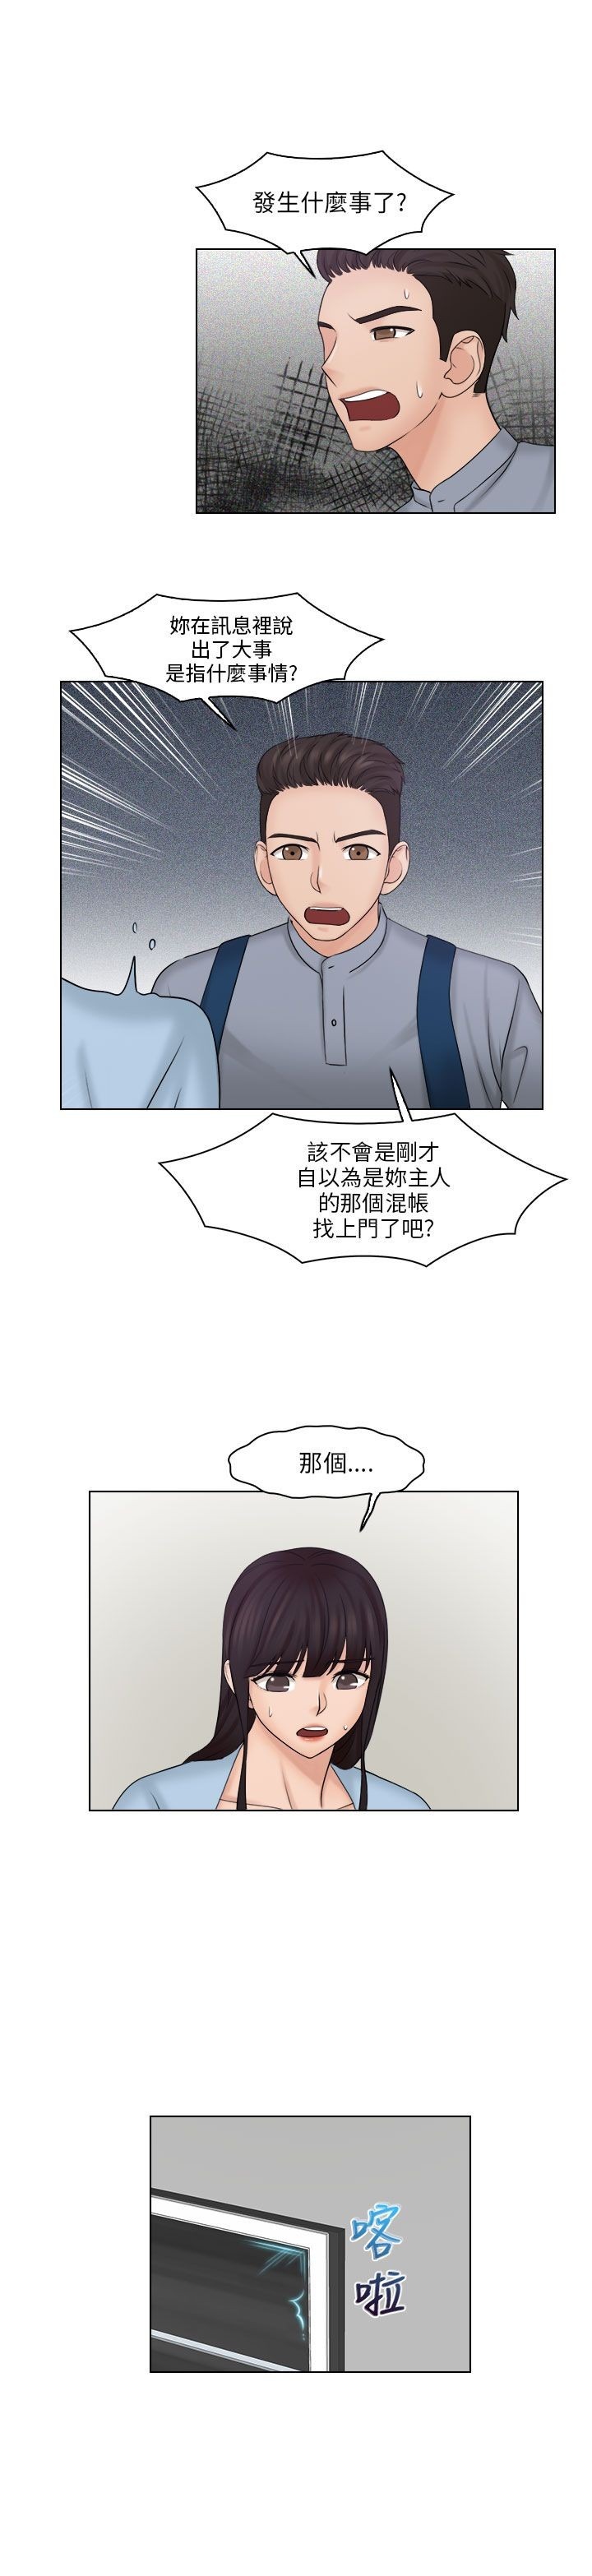 發生什麼事了?
妳在訊息裡說
出了大事
是指什麼事情?
該不會是剛才
自以為是妳主人
的那個混帳
找上門了吧?
那個....
喀
啦